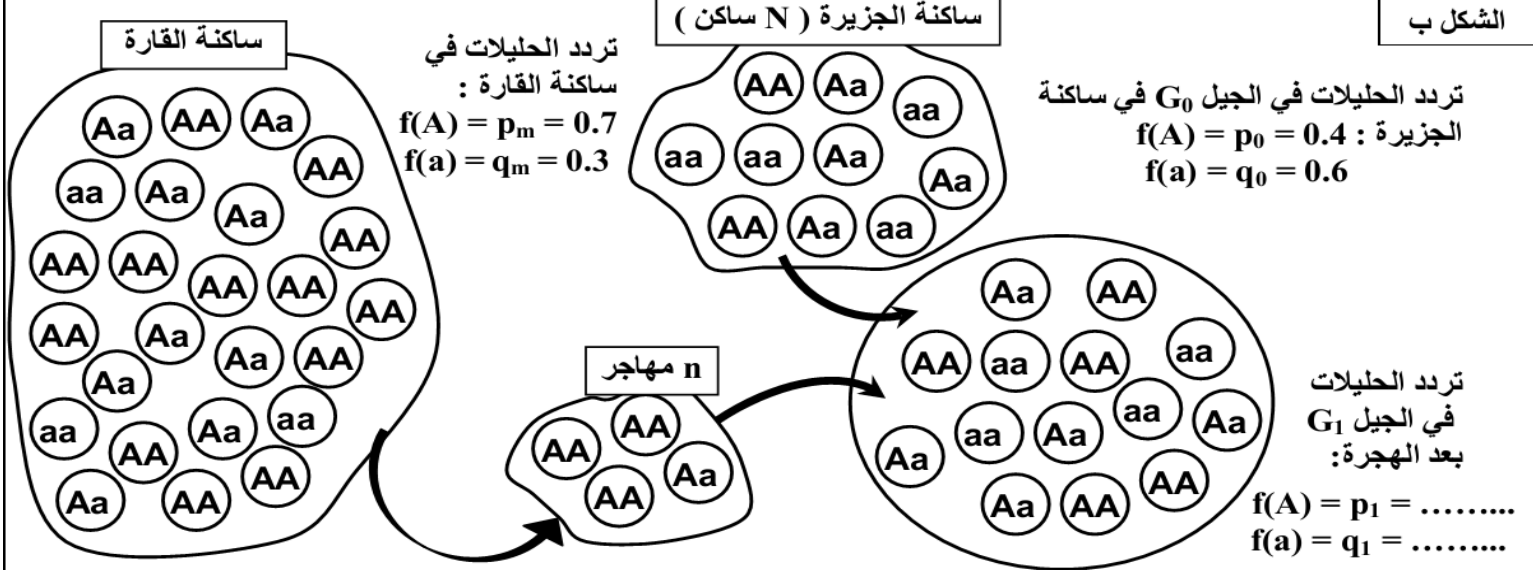 الشكل ب
ساكنة الجزيرة ( N ساكن )
ساكنة القارة
تردد الحليلات في
ساكنة القارة :
f(A) = pm = 0.7
f(a) = qm = 0.3
تردد الحليلات في الجيل G0 في ساكنة
الجزيرة : f(A) = p0 = 0.4
f(a) = q0 = 0.6
Aa AA Aa
AA
aa Aa
Aa
AA
AA AA
AA AA
AA
AA Aa
Aa AA
Aa
aa Aa aa
AA
AA
Aa AA
AA Aa
aa
aa aa Aa
Aa
AA Aa aa
n مهاجر
AA AA
Aa
AA
Aa AA
AA aa AA aa
aa Aa aa Aa
Aa
AA
Aa AA
تردد الحليلات
في الجيل G1
بعد الهجرة:
f(A) = p1 = ……...
f(a) = q1 = ……...